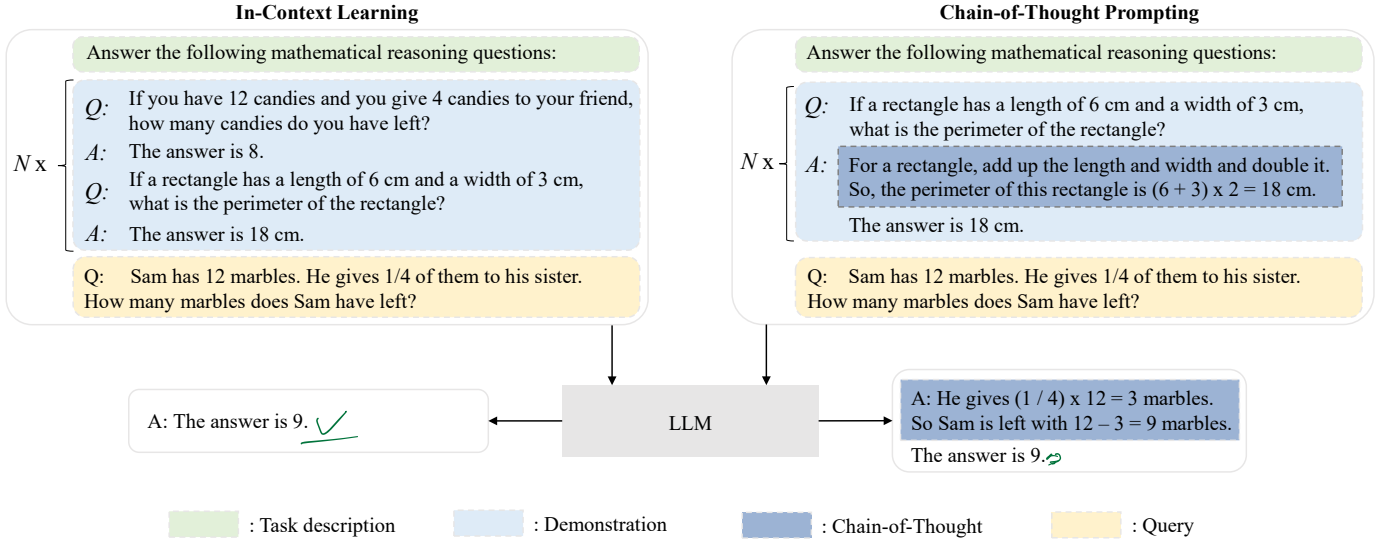 In-Context Learning
Answer the following mathematical reasoning questions:
N x
Q: If you have 12 candies and you give 4 candies to your friend,
how many candies do you have left?
A: The answer is 8.
Q: If a rectangle has a length of 6 cm and a width of 3 cm,
what is the perimeter of the rectangle?
A: The answer is 18 cm.
Q: Sam has 12 marbles. He gives 1/4 of them to his sister.
How many marbles does Sam have left?
Chain-of-Thought Prompting
Answer the following mathematical reasoning questions:
N x
Q: If a rectangle has a length of 6 cm and a width of 3 cm,
what is the perimeter of the rectangle?
A: For a rectangle, add up the length and width and double it.
So, the perimeter of this rectangle is (6 + 3) x 2 = 18 cm.
The answer is 18 cm.
Q: Sam has 12 marbles. He gives 1/4 of them to his sister.
How many marbles does Sam have left?
A: The answer is 9.
LLM
A: He gives (1 / 4) x 12 = 3 marbles.
So Sam is left with 12 – 3 = 9 marbles.
The answer is 9.
: Task description
: Demonstration
: Chain-of-Thought
: Query